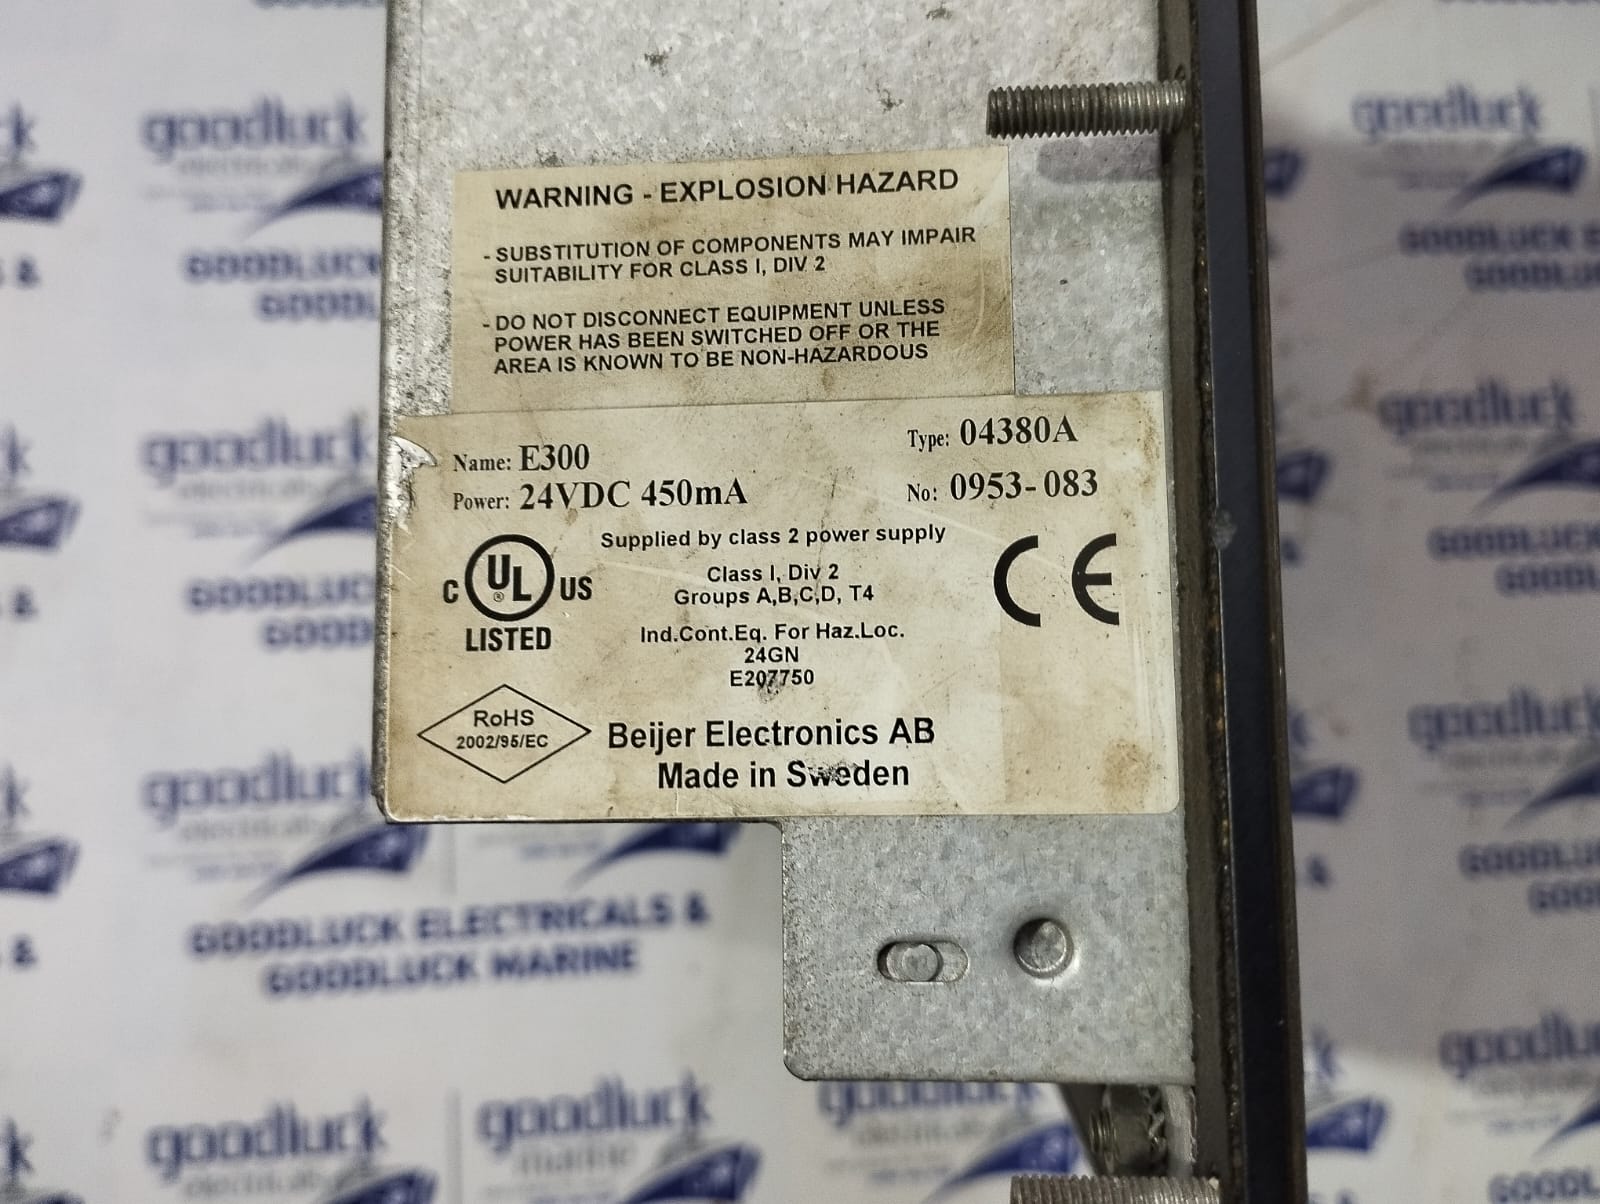 WARNING - EXPLOSION HAZARD
- SUBSTITUTION OF COMPONENTS MAY IMPAIR
SUITABILITY FOR CLASS I, DIV 2
- DO NOT DISCONNECT EQUIPMENT UNLESS
POWER HAS BEEN SWITCHED OFF OR THE
AREA IS KNOWN TO BE NON-HAZARDOUS
Name: E300
Type: 04380A
Power: 24VDC 450mA
No: 0953-083
Supplied by class 2 power supply
Class I, Div 2
Groups A,B,C,D, T4
C UL ® US
LISTED
CE
Ind.Cont.Eq. For Haz.Loc.
24GN
E207750
RoHS
2002/95/EC
Beijer Electronics AB
Made in Sweden
goodluck
GOODLUCK ELECTRICALS &
GOODLUCK MARINE
goodluck
goodluck
marine